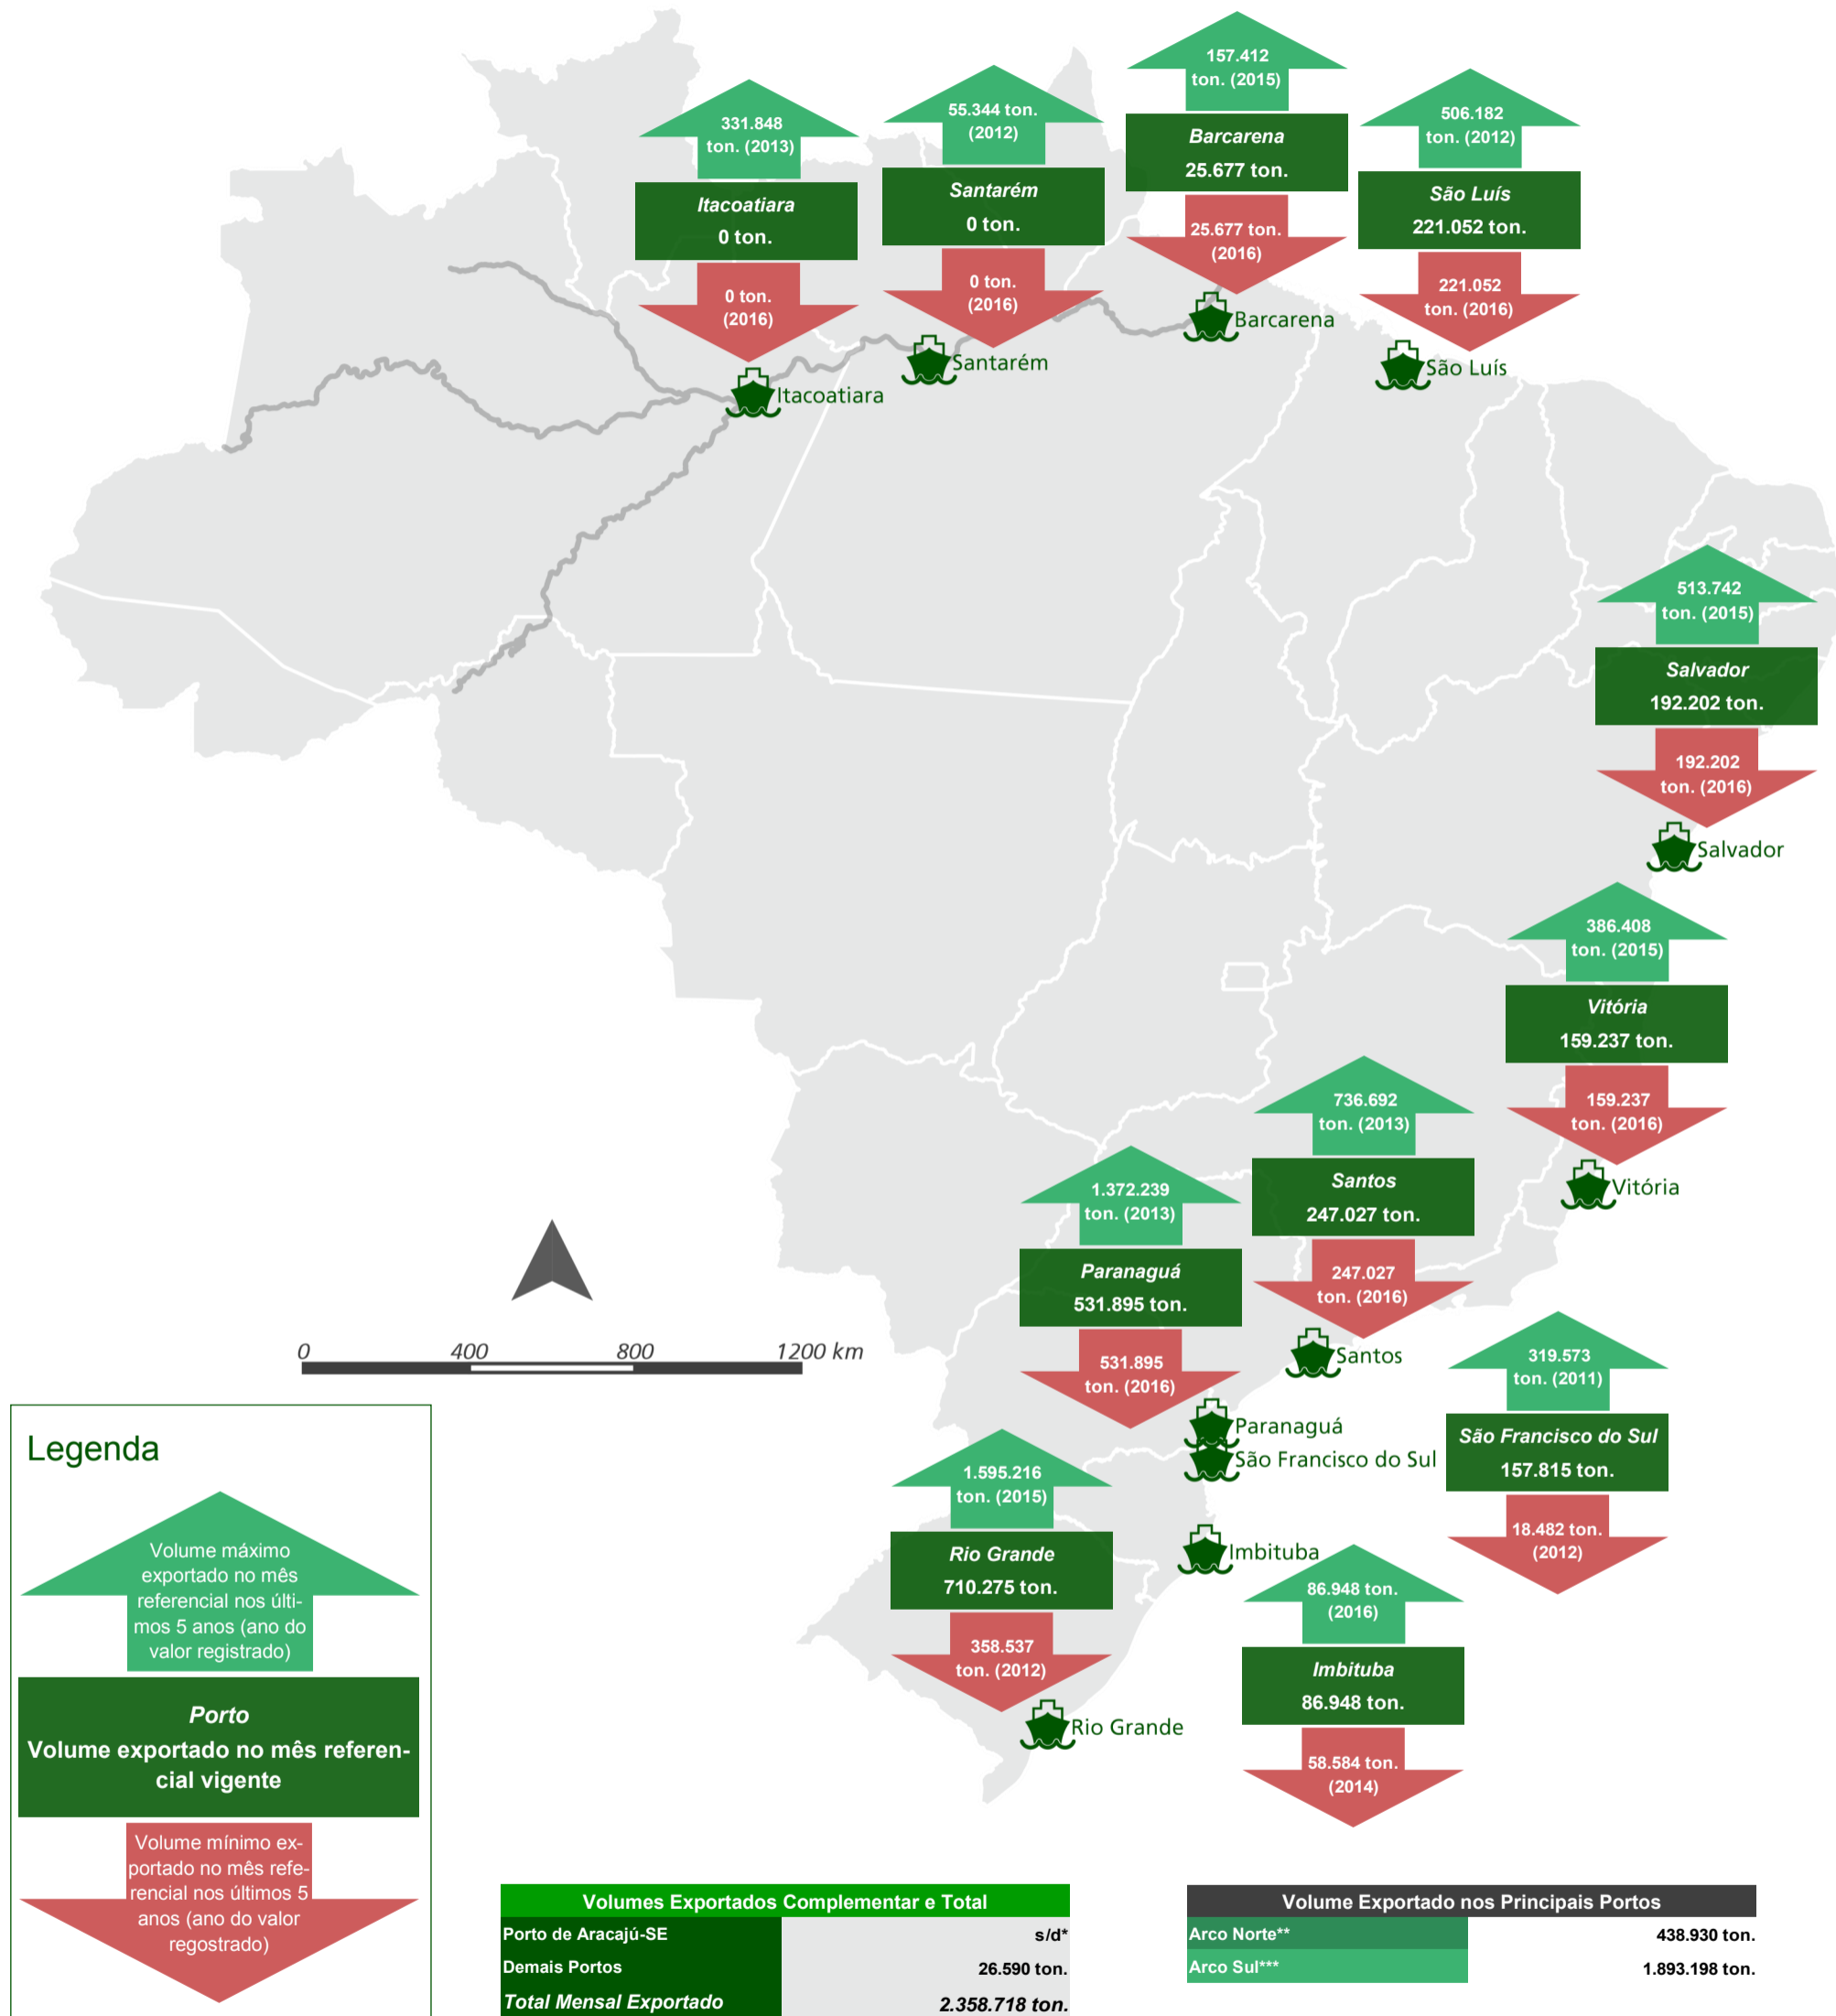 157.412
ton. (2015)
Barcarena
25.677 ton.
25.677 ton.
(2016)
55.344 ton.
(2012)
Santarém
0 ton.
0 ton.
(2016)
506.182
ton. (2012)
São Luís
221.052 ton.
221.052
ton. (2016)
331.848
ton. (2013)
Itacoatiara
0 ton.
0 ton.
(2016)
Barcarena
Santarém
São Luís
Itacoatiara
513.742
ton. (2015)
Salvador
192.202 ton.
192.202
ton. (2016)
Salvador
386.408
ton. (2015)
Vitória
159.237 ton.
159.237
ton. (2016)
Vitória
736.692
ton. (2013)
Santos
247.027 ton.
247.027
ton. (2016)
Santos
1.372.239
ton. (2013)
Paranaguá
531.895 ton.
531.895
ton. (2016)
Paranaguá
São Francisco do Sul
319.573
ton. (2011)
São Francisco do Sul
157.815 ton.
18.482 ton.
(2012)
0 400 800 1200 km
1.595.216
ton. (2015)
Rio Grande
710.275 ton.
358.537
ton. (2012)
Rio Grande
Imbituba
86.948 ton.
(2016)
Imbituba
86.948 ton.
58.584 ton.
(2014)
Legenda
Volume máximo
exportado no mês
referencial nos últi-
mos 5 anos (ano do
valor registrado)
Porto
Volume exportado no mês referen-
cial vigente
Volume mínimo ex-
portado no mês refe-
rencial nos últimos 5
anos (ano do valor
regostrado)
Volumes Exportados Complementar e Total
Porto de Aracajú-SE s/d*
Demais Portos 26.590 ton.
Total Mensal Exportado 2.358.718 ton.
Volume Exportado nos Principais Portos
Arco Norte** 438.930 ton.
Arco Sul*** 1.893.198 ton.